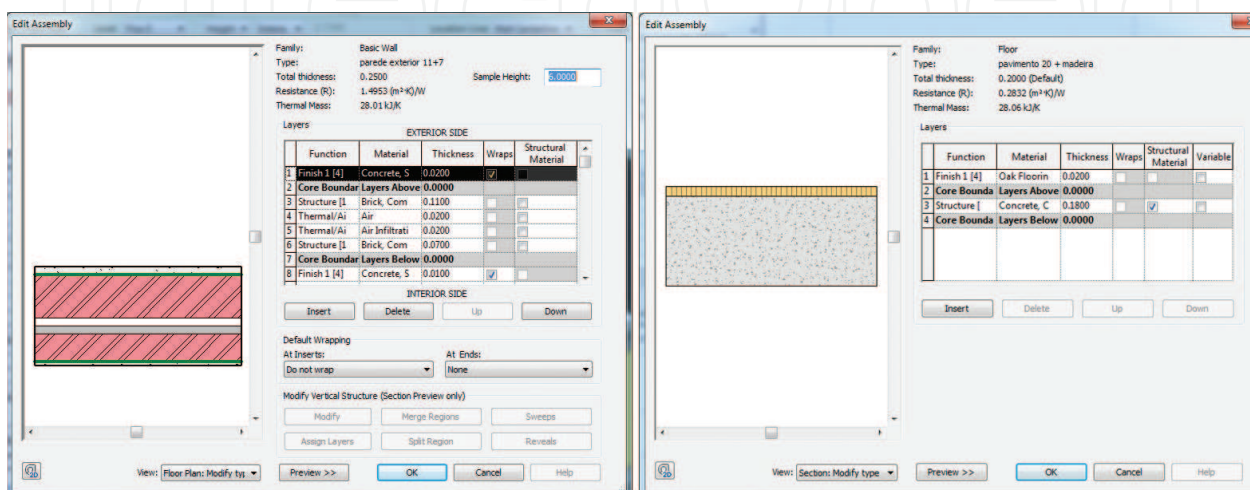 Edit Assembly
Family: Basic Wall
Type: parede exterior 11+7
Total thickness: 0.2500 Sample Height: 6.0000
Resistance (R): 1.4953 (m²·K)/W
Thermal Mass: 28.01 kJ/K
Layers
EXTERIOR SIDE
Function Material Thickness Wraps Structural Material
1 Finish 1 [4] Concrete, S 0.0200
2 Core Boundar Layers Above 0.0000
3 Structure [1 Brick, Com 0.1100
4 Thermal/Ai Air 0.0200
5 Thermal/Ai Air Infiltrati 0.0200
6 Structure [1 Brick, Com 0.0700
7 Core Boundar Layers Below 0.0000
8 Finish 1 [4] Concrete, S 0.0100
INTERIOR SIDE
Insert Delete Up Down
Default Wrapping
At Inserts: At Ends:
Do not wrap None
Modify Vertical Structure (Section Preview only)
Modify Merge Regions Sweeps
Assign Layers Split Region Reveals
2D View: Floor Plan: Modify typ Preview >> OK Cancel Help
Edit Assembly
Family: Floor
Type: pavimento 20 + madeira
Total thickness: 0.2000 (Default)
Resistance (R): 0.2832 (m²·K)/W
Thermal Mass: 28.06 kJ/K
Layers
Function Material Thickness Wraps Structural Material Variable
1 Finish 1 [4] Oak Floorin 0.0200
2 Core Bounda Layers Above 0.0000
3 Structure [ Concrete, C 0.1800
4 Core Bounda Layers Below 0.0000
Insert Delete Up Down
2D View: Section: Modify type Preview >> OK Cancel Help